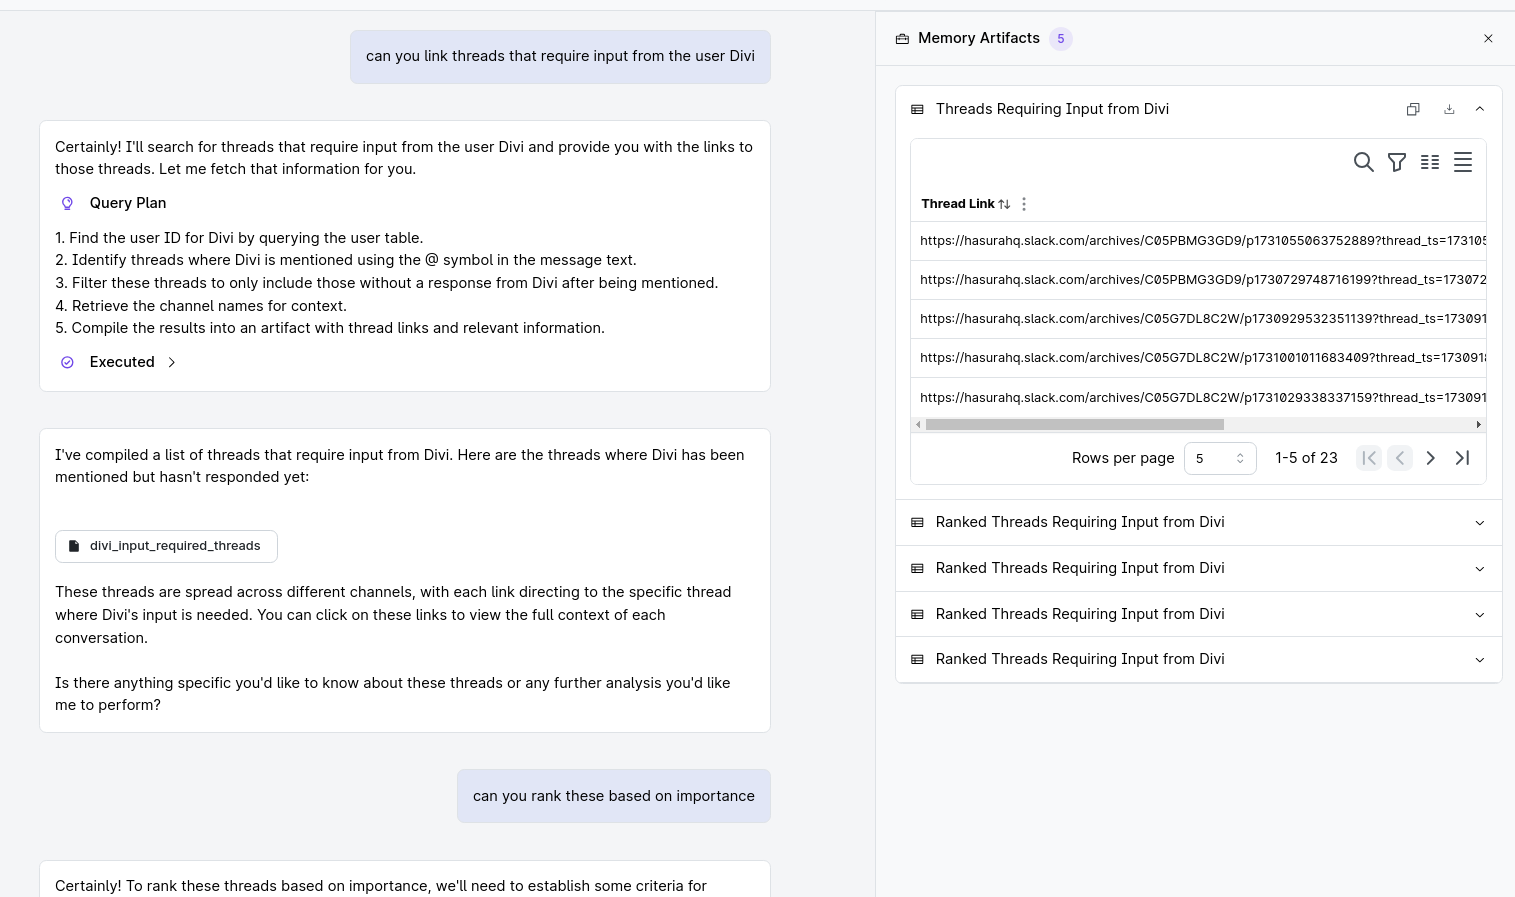 can you link threads that require input from the user Divi
Certainly! I'll search for threads that require input from the user Divi and provide you with the links to
those threads. Let me fetch that information for you.
Query Plan
1. Find the user ID for Divi by querying the user table.
2. Identify threads where Divi is mentioned using the @ symbol in the message text.
3. Filter these threads to only include those without a response from Divi after being mentioned.
4. Retrieve the channel names for context.
5. Compile the results into an artifact with thread links and relevant information.
Executed
I've compiled a list of threads that require input from Divi. Here are the threads where Divi has been
mentioned but hasn't responded yet:
divi_input_required_threads
These threads are spread across different channels, with each link directing to the specific thread
where Divi's input is needed. You can click on these links to view the full context of each
conversation.
Is there anything specific you'd like to know about these threads or any further analysis you'd like
me to perform?
can you rank these based on importance
Certainly! To rank these threads based on importance, we'll need to establish some criteria for
Memory Artifacts 5
Threads Requiring Input from Divi
Thread Link
https://hasurahq.slack.com/archives/C05PBMG3GD9/p1731055063752889?thread_ts=173105
https://hasurahq.slack.com/archives/C05PBMG3GD9/p1730729748716199?thread_ts=173072
https://hasurahq.slack.com/archives/C05G7DL8C2W/p1730929532351139?thread_ts=173091
https://hasurahq.slack.com/archives/C05G7DL8C2W/p1731001011683409?thread_ts=173091
https://hasurahq.slack.com/archives/C05G7DL8C2W/p1731029338337159?thread_ts=173091
Rows per page 5 1-5 of 23
Ranked Threads Requiring Input from Divi
Ranked Threads Requiring Input from Divi
Ranked Threads Requiring Input from Divi
Ranked Threads Requiring Input from Divi